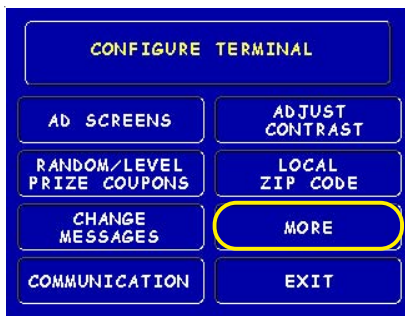 CONFIGURE TERMINAL
AD SCREENS
ADJUST
CONTRAST
RANDOM/LEVEL
PRIZE COUPONS
LOCAL
ZIP CODE
CHANGE
MESSAGES
MORE
COMMUNICATION
EXIT